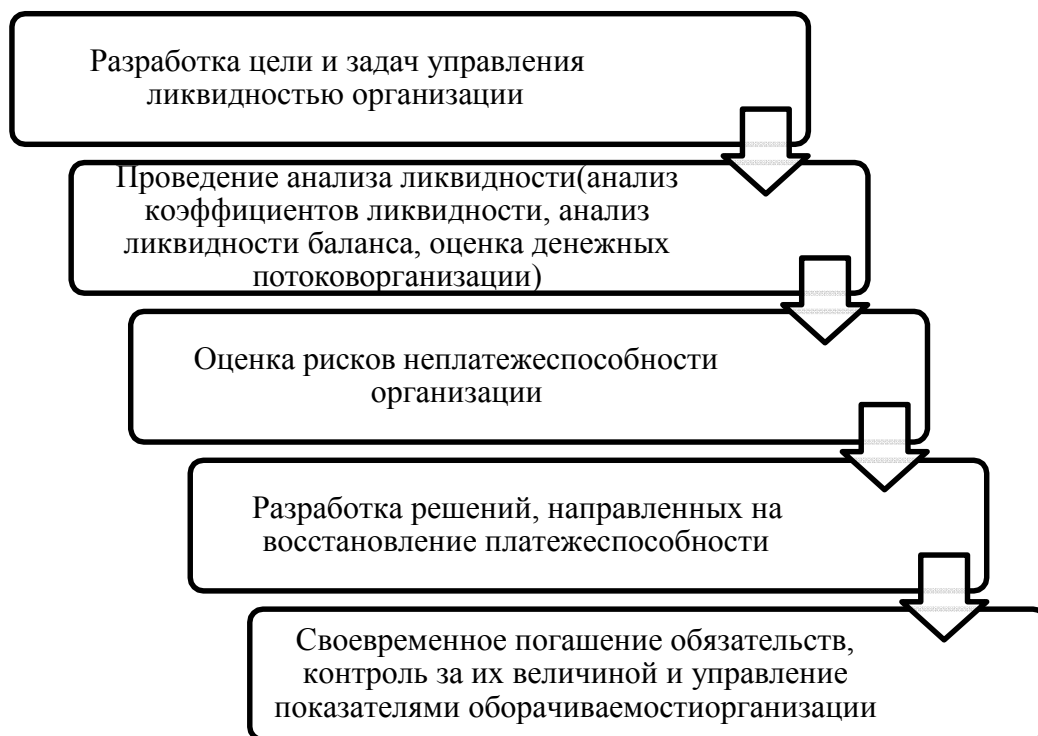 Разработка цели и задач управления
ликвидностью организации
Проведение анализа ликвидности(анализ
коэффициентов ликвидности, анализ
ликвидности баланса, оценка денежных
потоковорганизации)
Оценка рисков неплатежеспособности
организации
Разработка решений, направленных на
восстановление платежеспособности
Своевременное погашение обязательств,
контроль за их величиной и управление
показателями оборачиваемостиорганизации